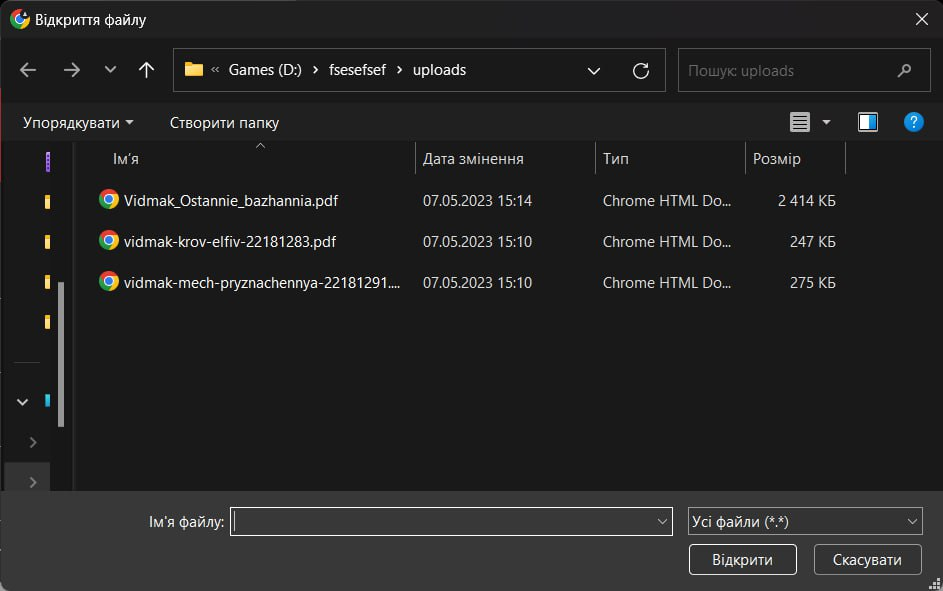 Відкриття файлу
« Games (D:) › fsesefsef › uploads
Пошук: uploads
Упорядкувати Створити папку
Ім’я Дата змінення Тип Розмір
Vidmak_Ostannie_bazhannia.pdf 07.05.2023 15:14 Chrome HTML Do... 2 414 КБ
vidmak-krov-elfiv-22181283.pdf 07.05.2023 15:10 Chrome HTML Do... 247 КБ
vidmak-mech-pryznachennya-22181291.... 07.05.2023 15:10 Chrome HTML Do... 275 КБ
Ім'я файлу: Усі файли (*.*)
Відкрити Скасувати